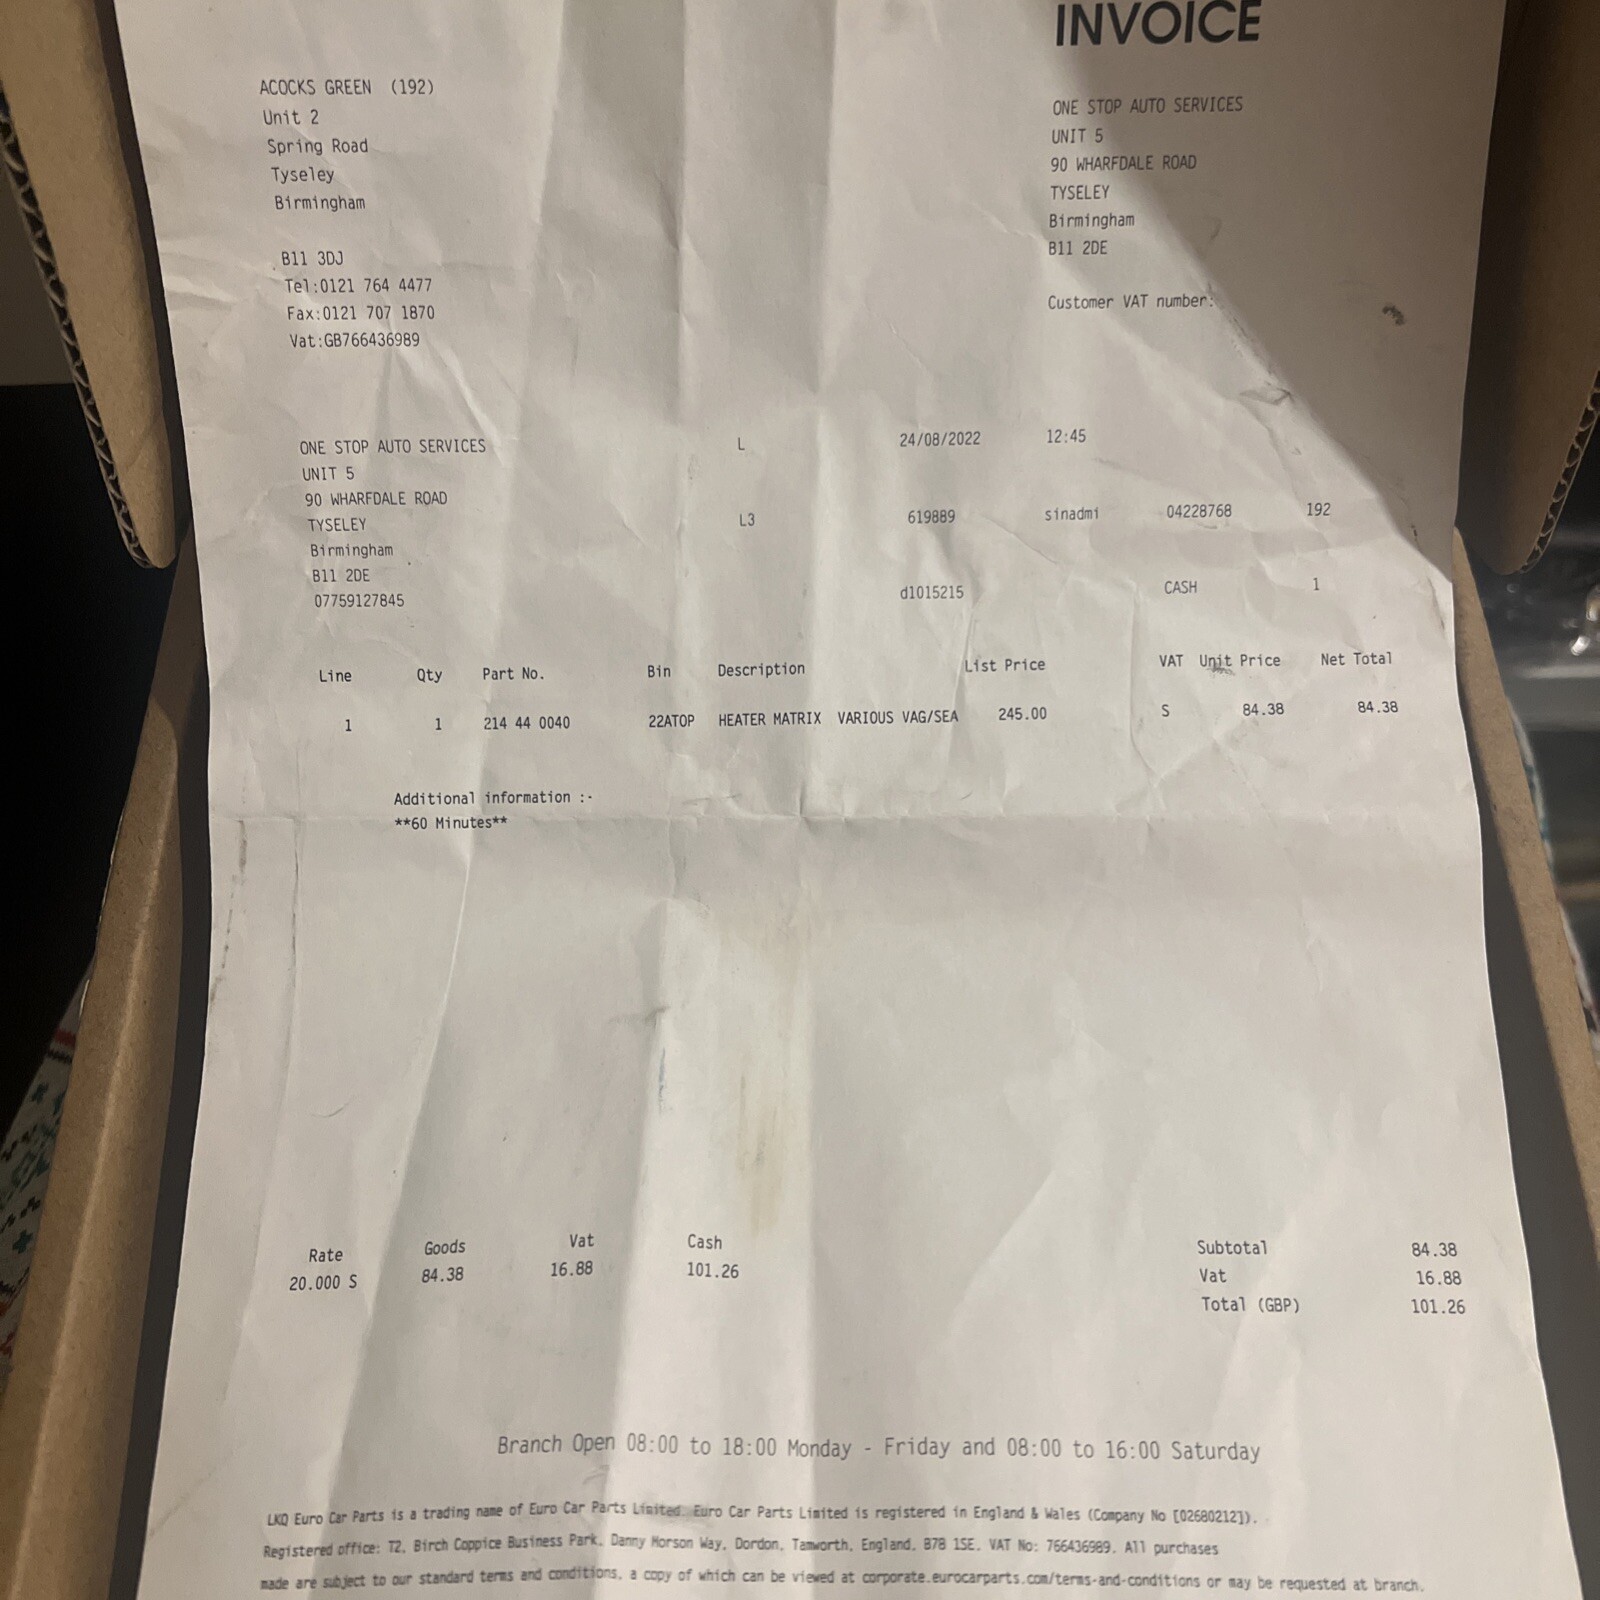 INVOICE
ACOCKS GREEN (192)
Unit 2
Spring Road
Tyseley
Birmingham
B11 3DJ
Tel:0121 764 4477
Fax:0121 707 1870
Vat:GB766436989
ONE STOP AUTO SERVICES
UNIT 5
90 WHARFDALE ROAD
TYSELEY
Birmingham
B11 2DE
Customer VAT number:
ONE STOP AUTO SERVICES
UNIT 5
90 WHARFDALE ROAD
TYSELEY
Birmingham
B11 2DE
07759127845
L 24/08/2022 12:45
L3 619889 sinadmi 04228768 192
d1015215 CASH 1
Line Qty Part No. Bin Description List Price VAT Unit Price Net Total
1 1 214 44 0040 22ATOP HEATER MATRIX VARIOUS VAG/SEA 245.00 S 84.38 84.38
Additional information :-
**60 Minutes**
Rate Goods Vat Cash
20.000 S 84.38 16.88 101.26
Subtotal 84.38
Vat 16.88
Total (GBP) 101.26
Branch Open 08:00 to 18:00 Monday - Friday and 08:00 to 16:00 Saturday
LKQ Euro Car Parts is a trading name of Euro Car Parts Limited. Euro Car Parts Limited is registered in England & Wales (Company No [02680212]).
Registered office: T2, Birch Coppice Business Park, Danny Morson Way, Dordon, Tamworth, England, B78 1SE. VAT No: 766436989. All purchases
made are subject to our standard terms and conditions, a copy of which can be viewed at corporate.eurocarparts.com/terms-and-conditions or may be requested at branch.